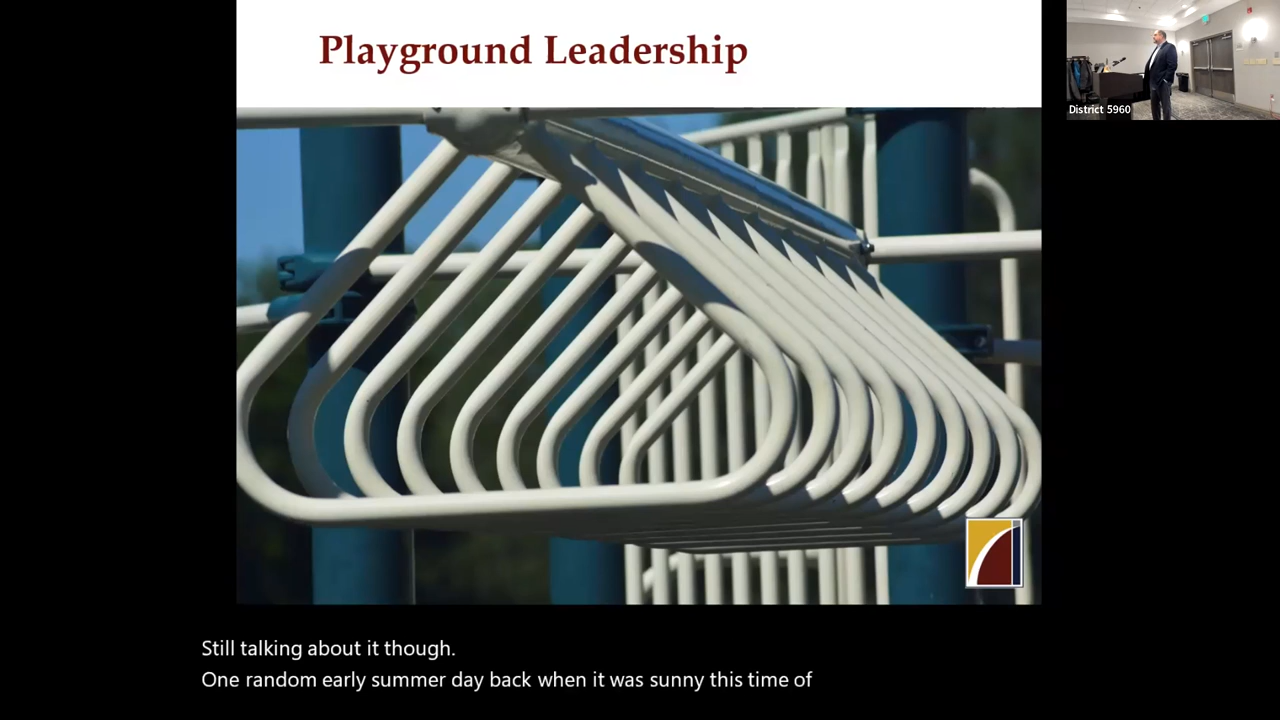 Playground Leadership
District 5960
Still talking about it though.
One random early summer day back when it was sunny this time of